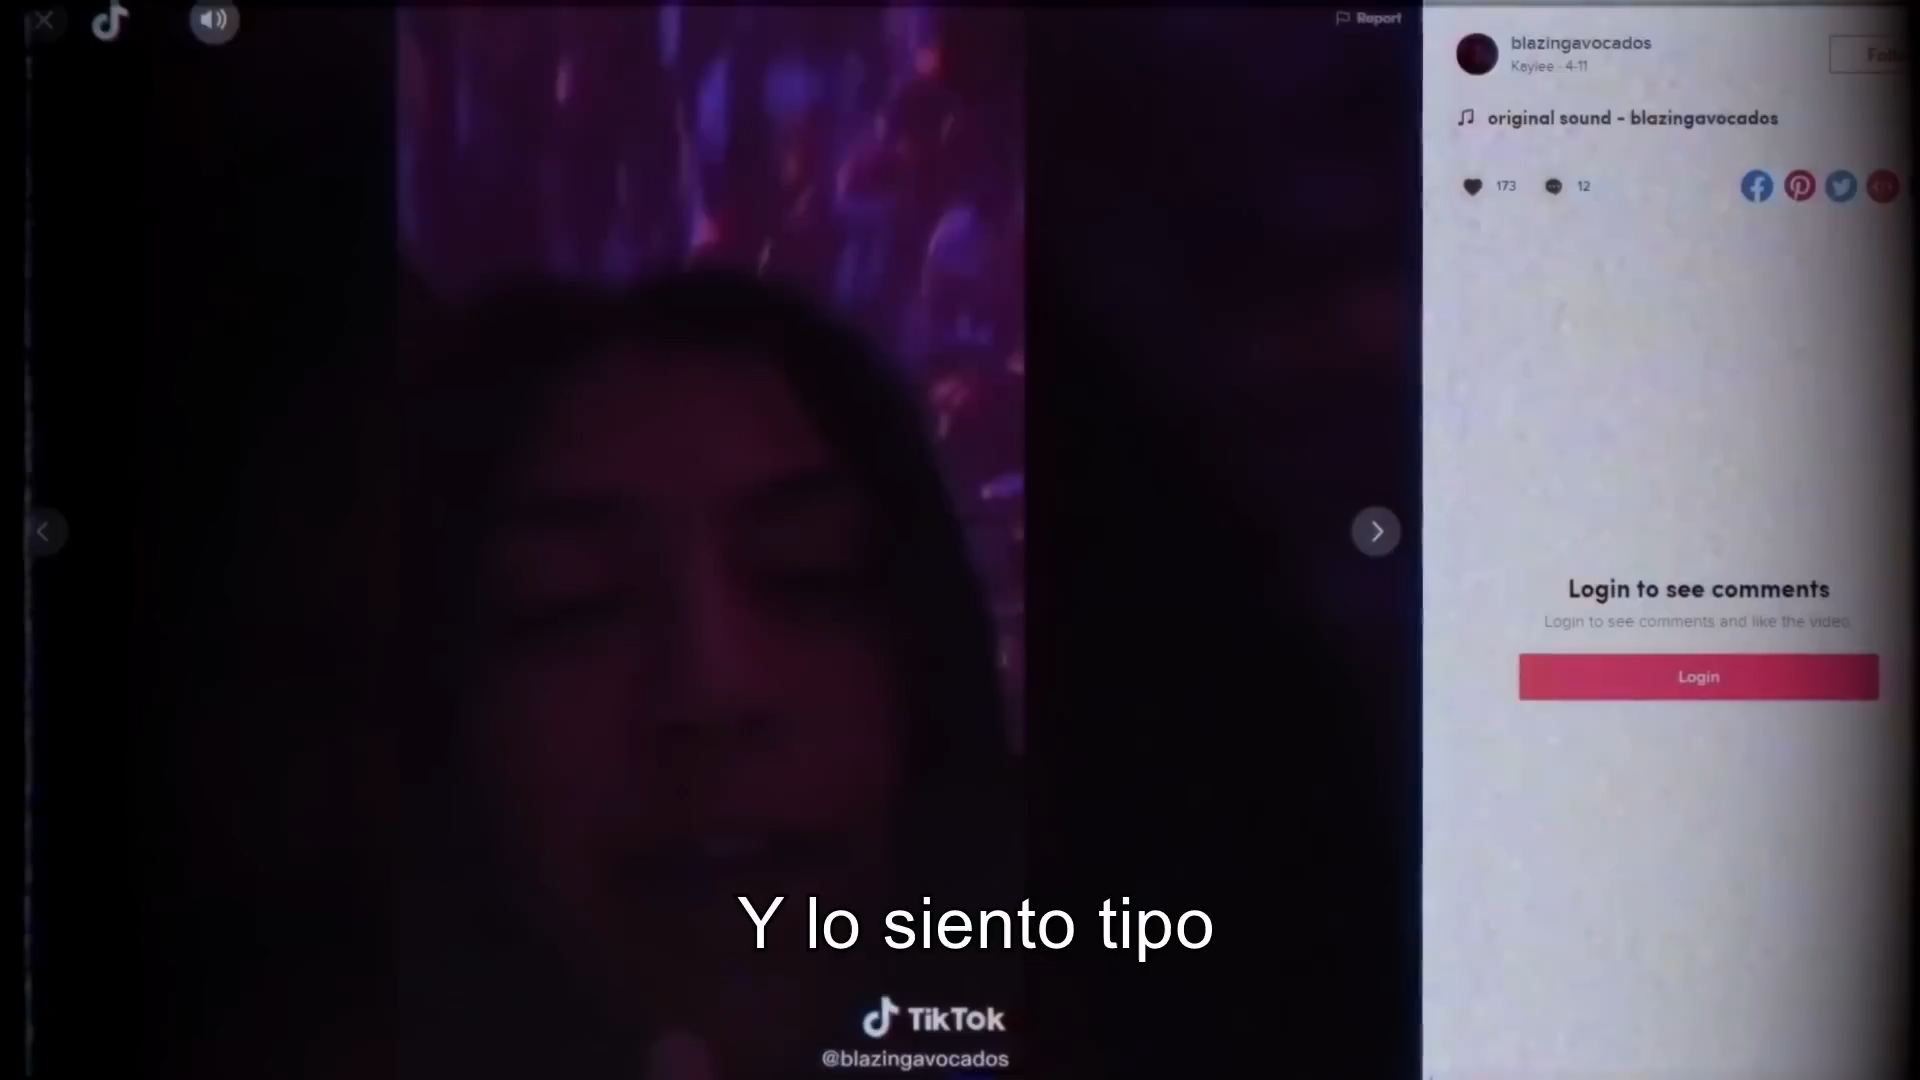 Report
blazingavocados
Kaylee · 4-11
original sound - blazingavocados
173
12
Login to see comments
Login to see comments and like the video
Login
Y lo siento tipo
TikTok
@blazingavocados